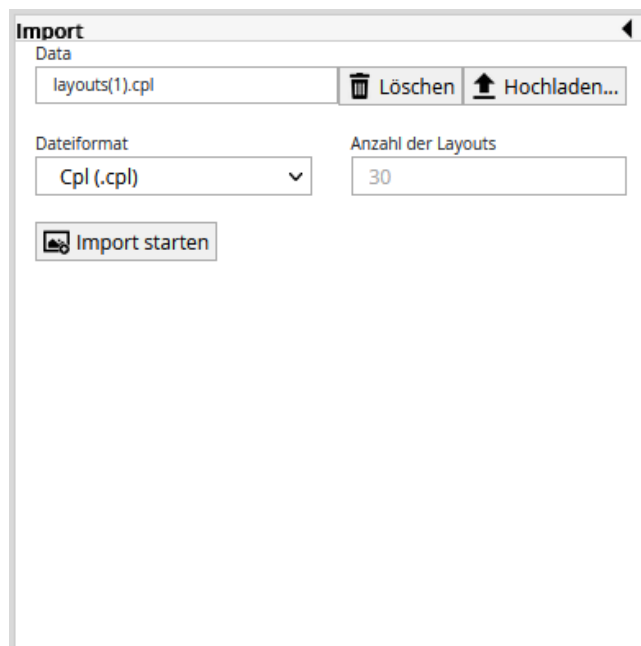 Import
Data
layouts(1).cpl
Löschen
Hochladen...
Dateiformat
Anzahl der Layouts
Cpl (.cpl)
30
Import starten